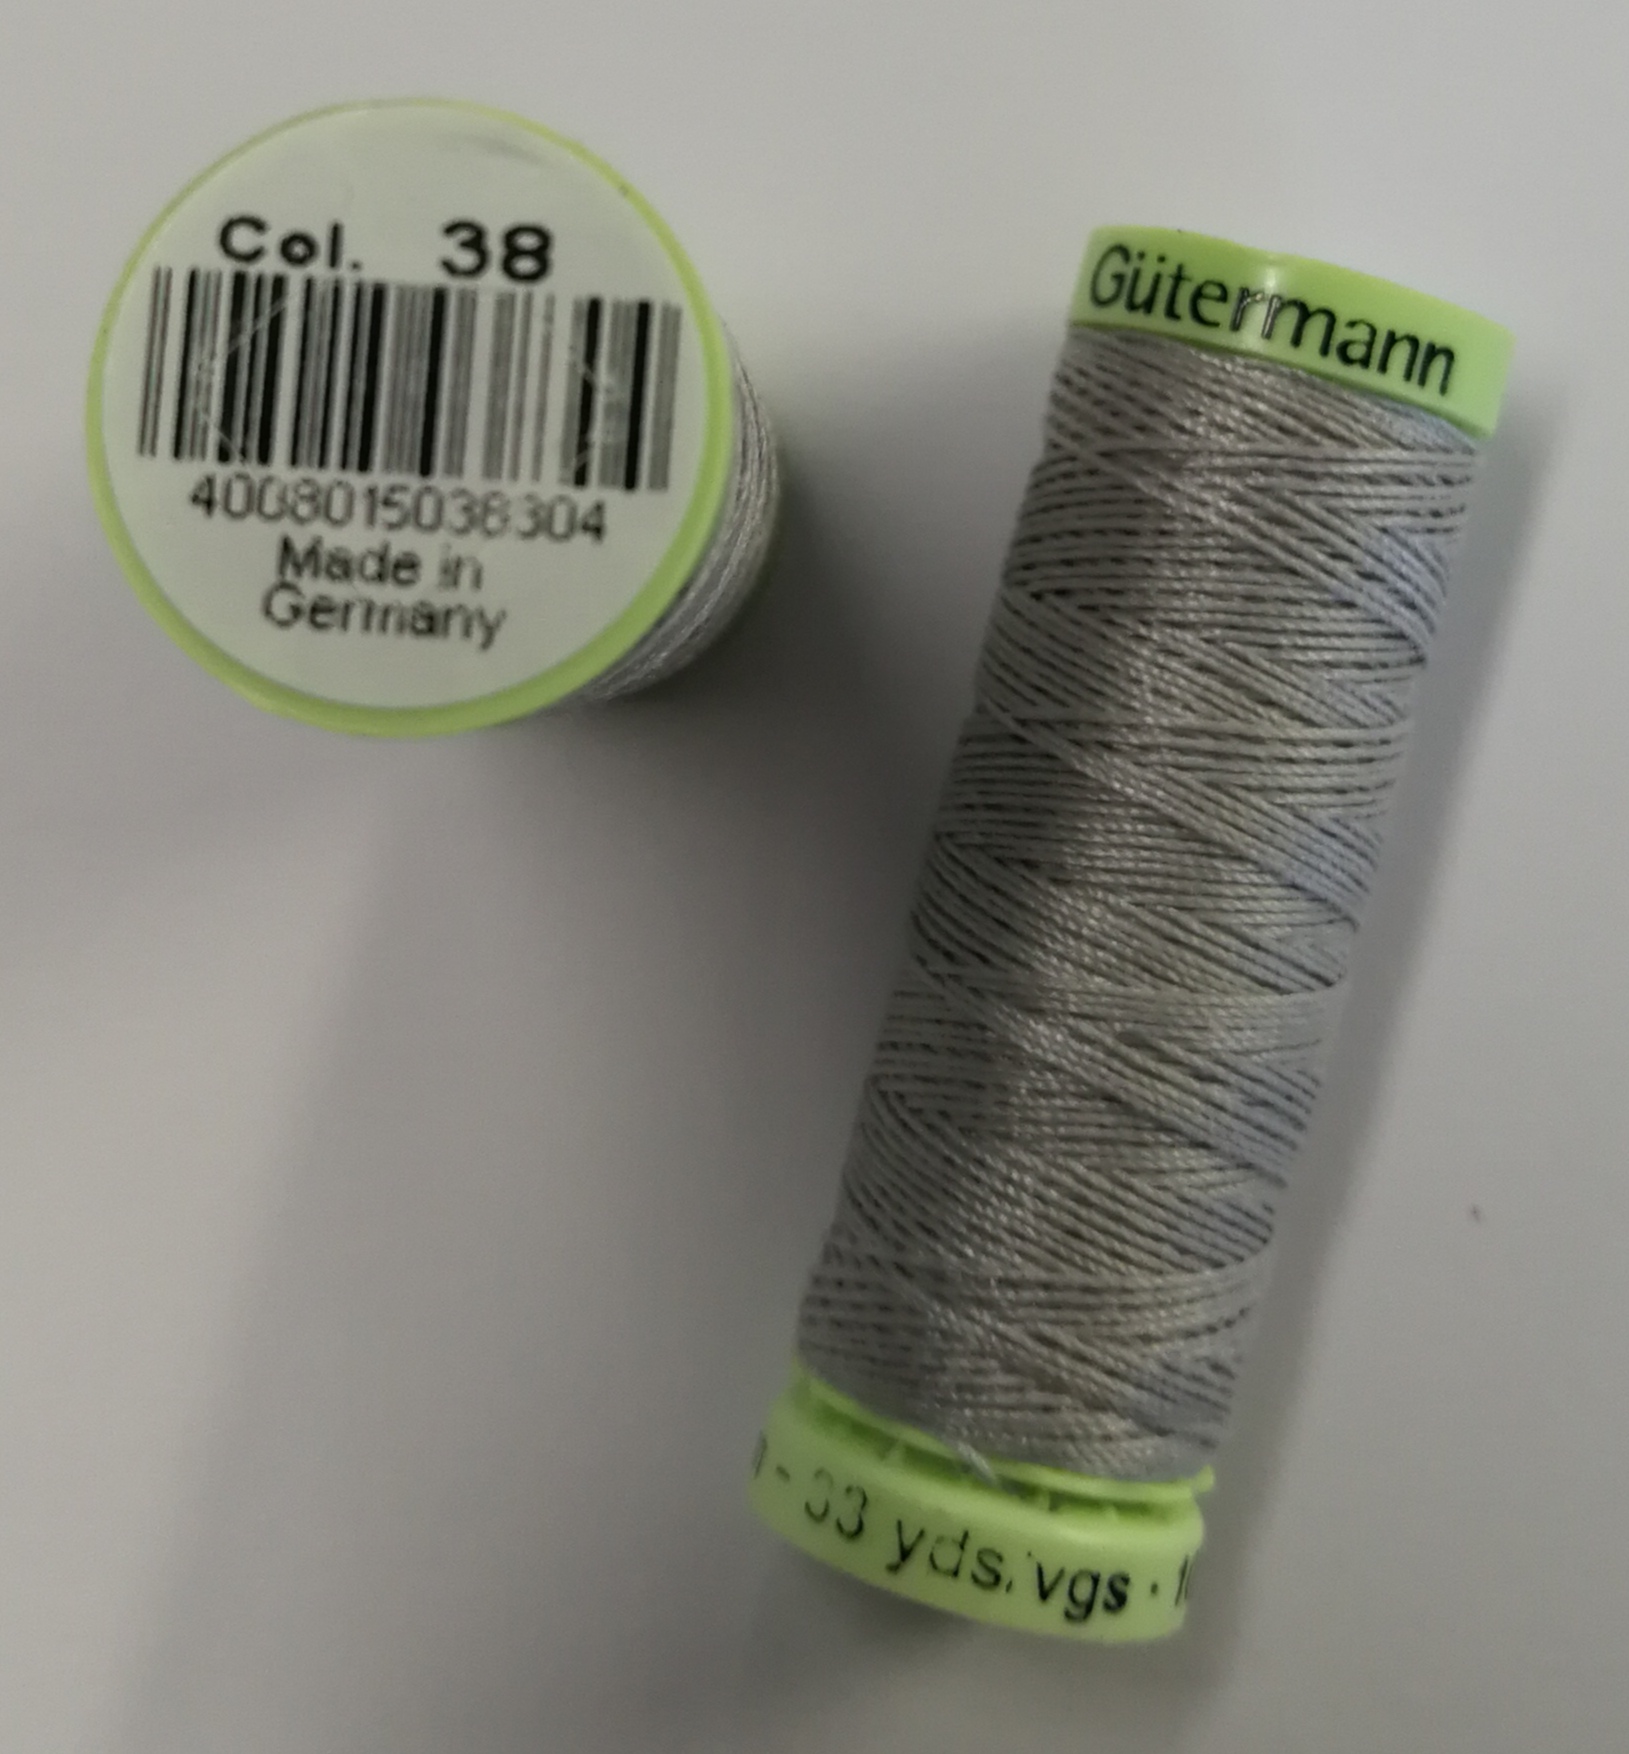 Col. 38
4008015038304
Made in
Germany
Gütermann
- 33 yds. vgs ·